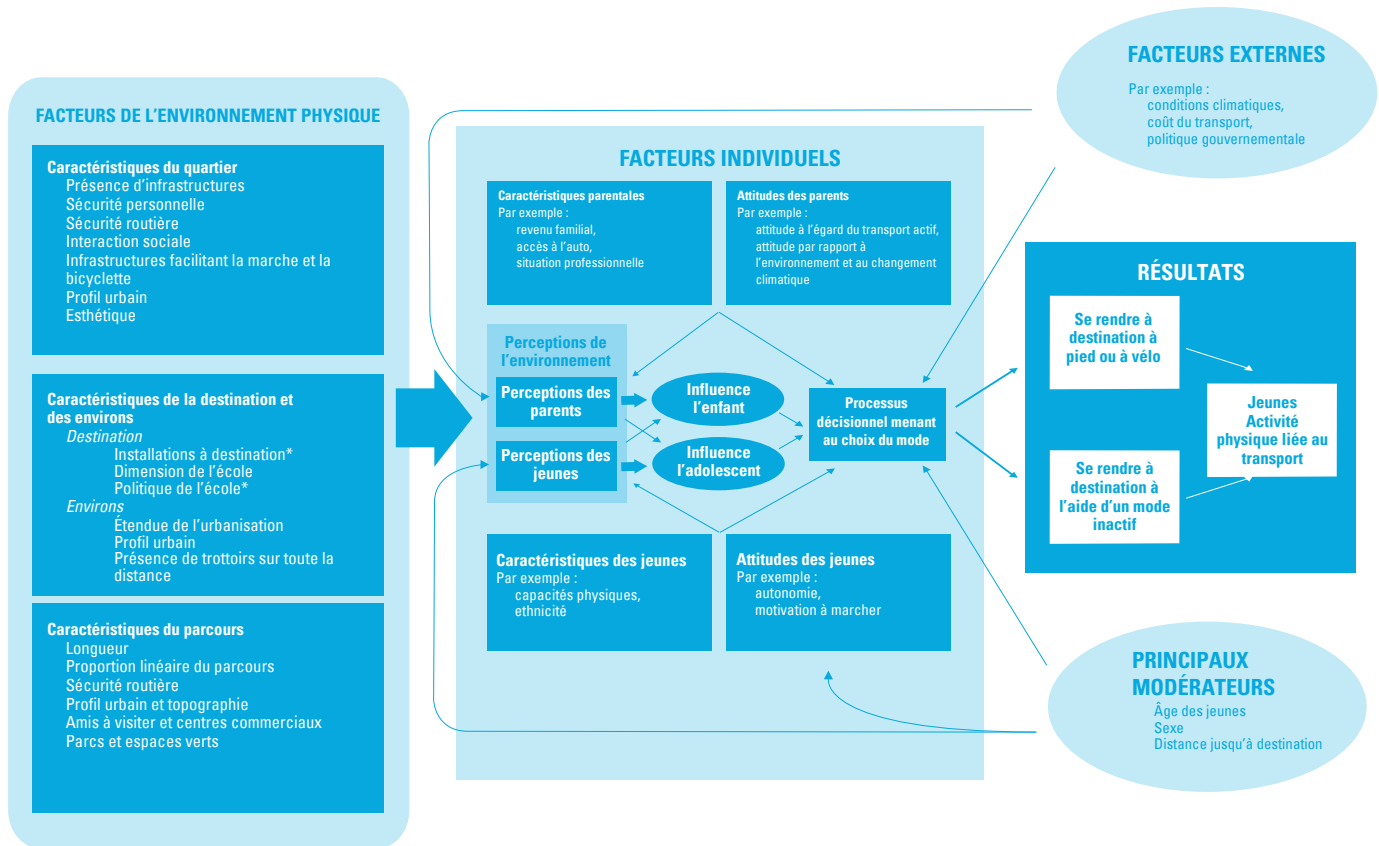 FACTEURS DE L'ENVIRONNEMENT PHYSIQUE
Caractéristiques du quartier
Présence d'infrastructures
Sécurité personnelle
Sécurité routière
Interaction sociale
Infrastructures facilitant la marche et la
bicyclette
Profil urbain
Esthétique
Caractéristiques de la destination et
des environs
Destination
Installations à destination*
Dimension de l'école
Politique de l'école*
Environs
Étendue de l'urbanisation
Profil urbain
Présence de trottoirs sur toute la
distance
Caractéristiques du parcours
Longueur
Proportion linéaire du parcours
Sécurité routière
Profil urbain et topographie
Amis à visiter et centres commerciaux
Parcs et espaces verts
FACTEURS INDIVIDUELS
Caractéristiques parentales
Par exemple :
revenu familial,
accès à l'auto,
situation professionnelle
Attitudes des parents
Par exemple :
attitude à l'égard du transport actif,
attitude par rapport à
l'environnement et au changement
climatique
Perceptions de
l'environnement
Perceptions des
parents
Perceptions des
jeunes
Influence
l'enfant
Influence
l'adolescent
Processus
décisionnel menant
au choix du mode
Caractéristiques des jeunes
Par exemple :
capacités physiques,
ethnicité
Attitudes des jeunes
Par exemple :
autonomie,
motivation à marcher
FACTEURS EXTERNES
Par exemple :
conditions climatiques,
coût du transport,
politique gouvernementale
RÉSULTATS
Se rendre à
destination à
pied ou à vélo
Se rendre à
destination à
l'aide d'un mode
inactif
Jeunes
Activité
physique liée au
transport
PRINCIPAUX
MODÉRATEURS
Âge des jeunes
Sexe
Distance jusqu'à destination